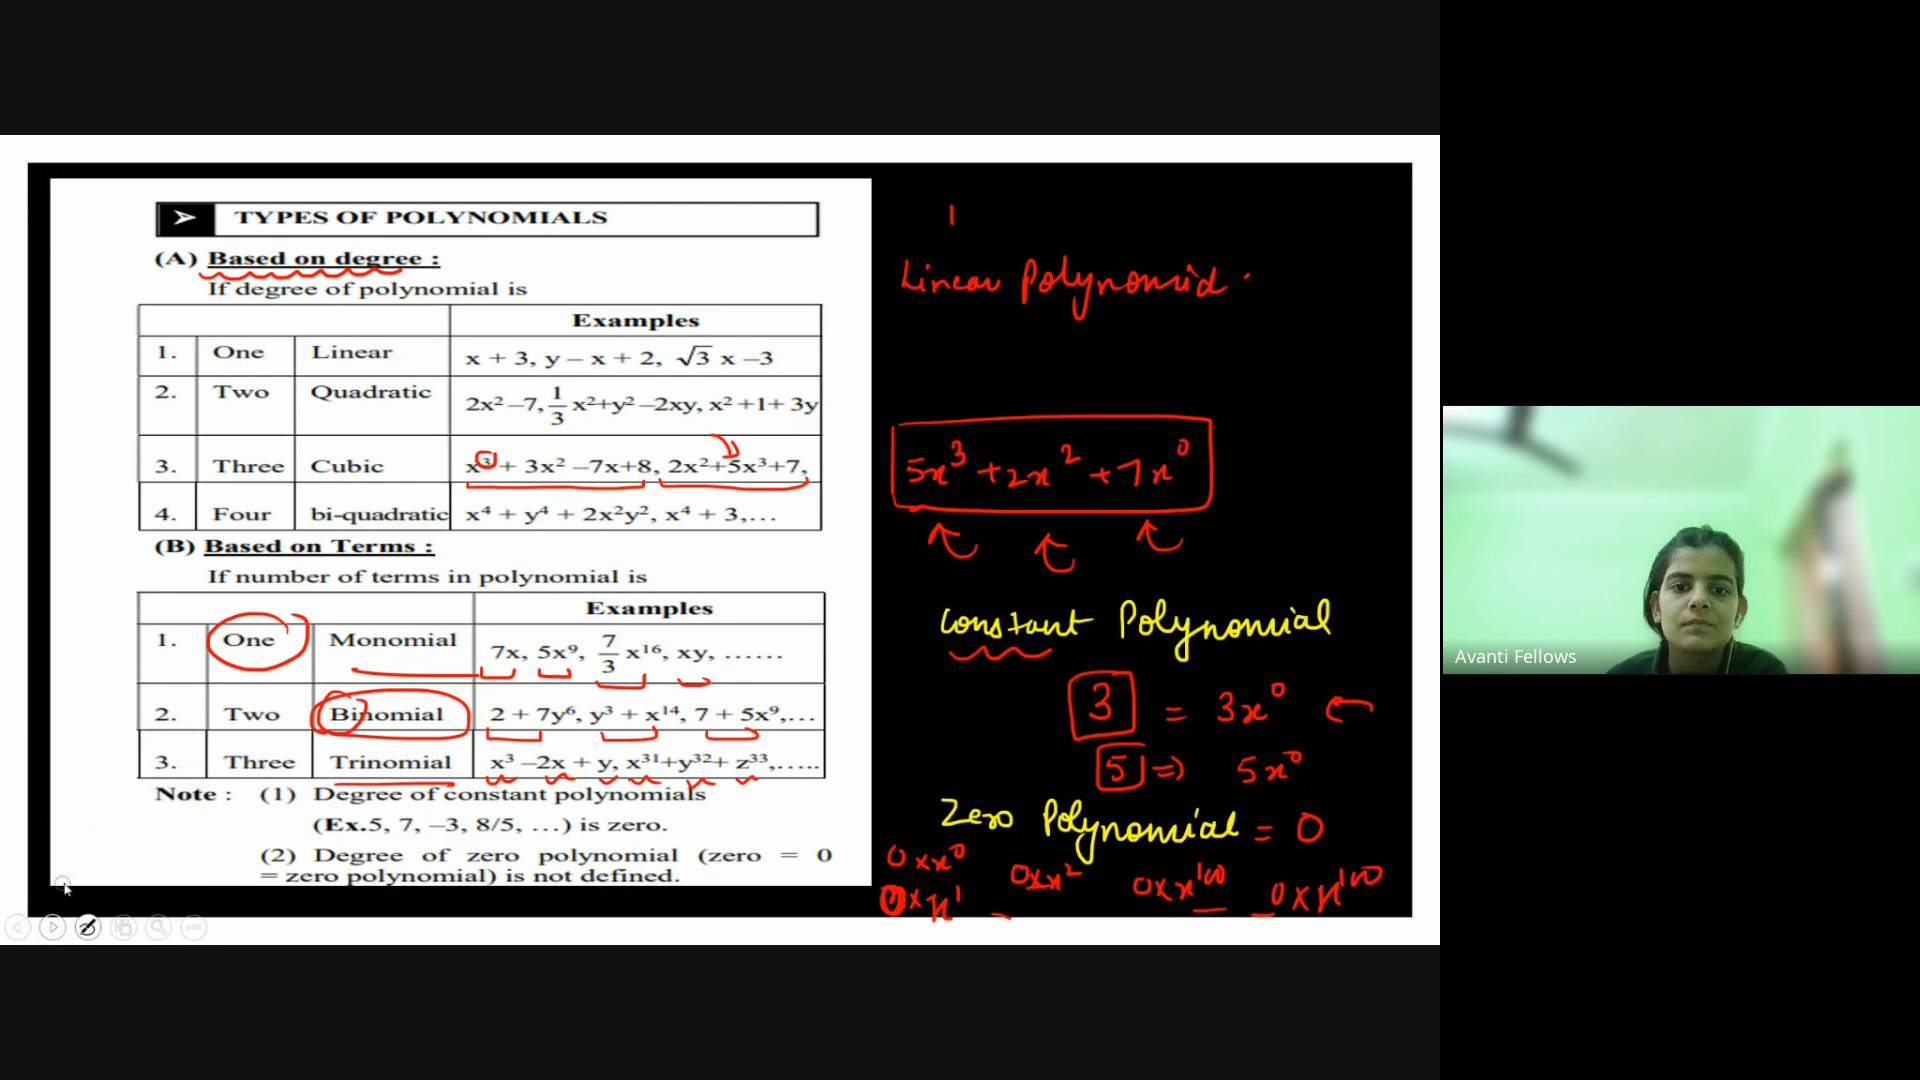 ➢ TYPES OF POLYNOMIALS
(A) Based on degree :
If degree of polynomial is
Examples
1. One Linear x + 3, y – x + 2, √3 x –3
2. Two Quadratic 2x² –7, 1/3 x²+y² –2xy, x² +1+ 3y
3. Three Cubic x³ + 3x² –7x+8, 2x²+5x³+7,
4. Four bi-quadratic x⁴ + y⁴ + 2x²y², x⁴ + 3,...
(B) Based on Terms :
If number of terms in polynomial is
Examples
1. One Monomial 7x, 5x⁹, 7/3 x¹⁶, xy, ......
2. Two Binomial 2 + 7y⁶, y³ + x¹⁴, 7 + 5x⁹,...
3. Three Trinomial x³ –2x + y, x³¹+y³²+ z³³,.....
Note : (1) Degree of constant polynomials
(Ex.5, 7, –3, 8/5, ...) is zero.
(2) Degree of zero polynomial (zero = 0
= zero polynomial) is not defined.
1
Linear Polynomial .
5x³ + 2x² + 7x⁰
Constant Polynomial
3 = 3x⁰
5 ⇒ 5x⁰
Zero Polynomial = 0
0 x x⁰ 0 x x² 0 x x¹⁰⁰
0 x x¹ 0 x x¹⁰⁰
Avanti Fellows